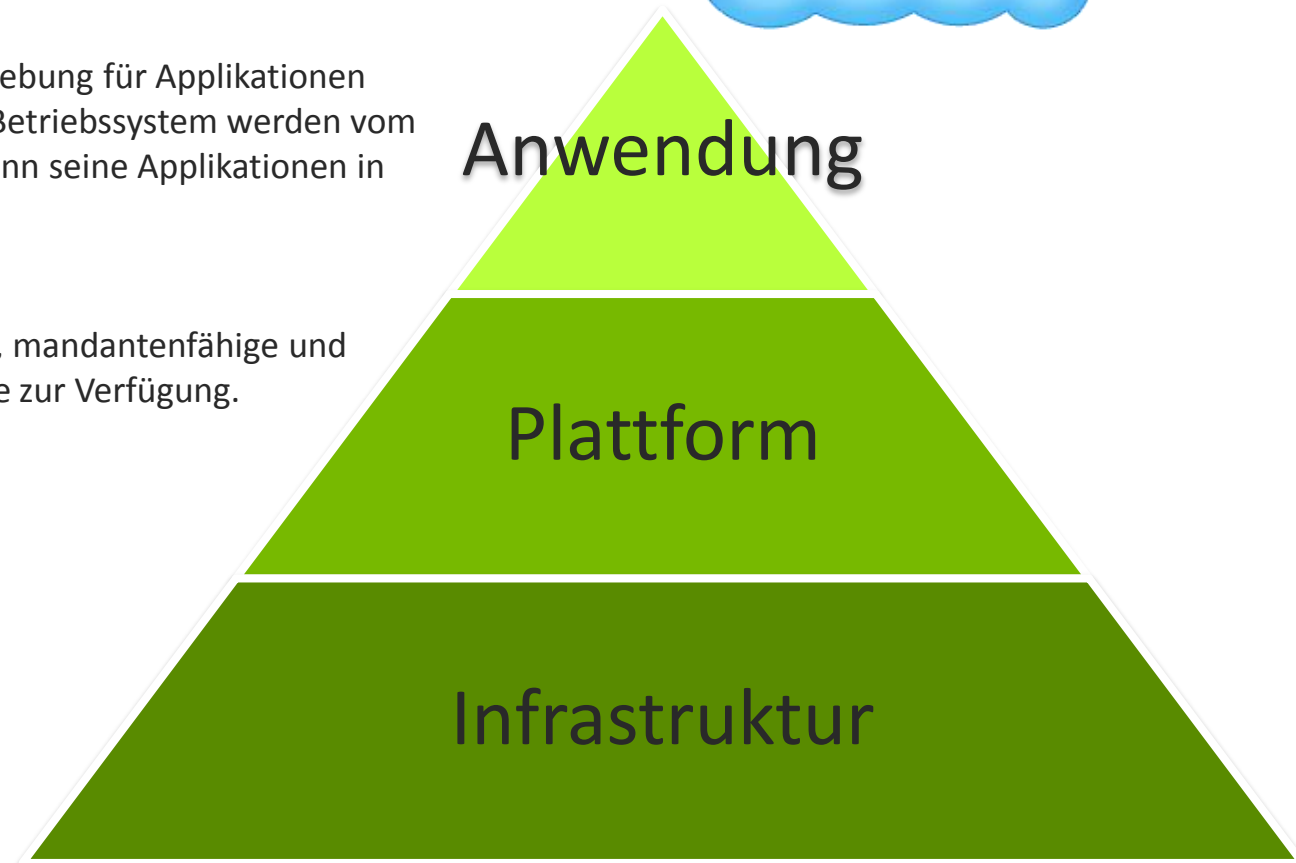 ebung für Applikationen
Betriebssystem werden vom
nn seine Applikationen in
Anwendung
mandantenfähige und
e zur Verfügung.
Plattform
Infrastruktur